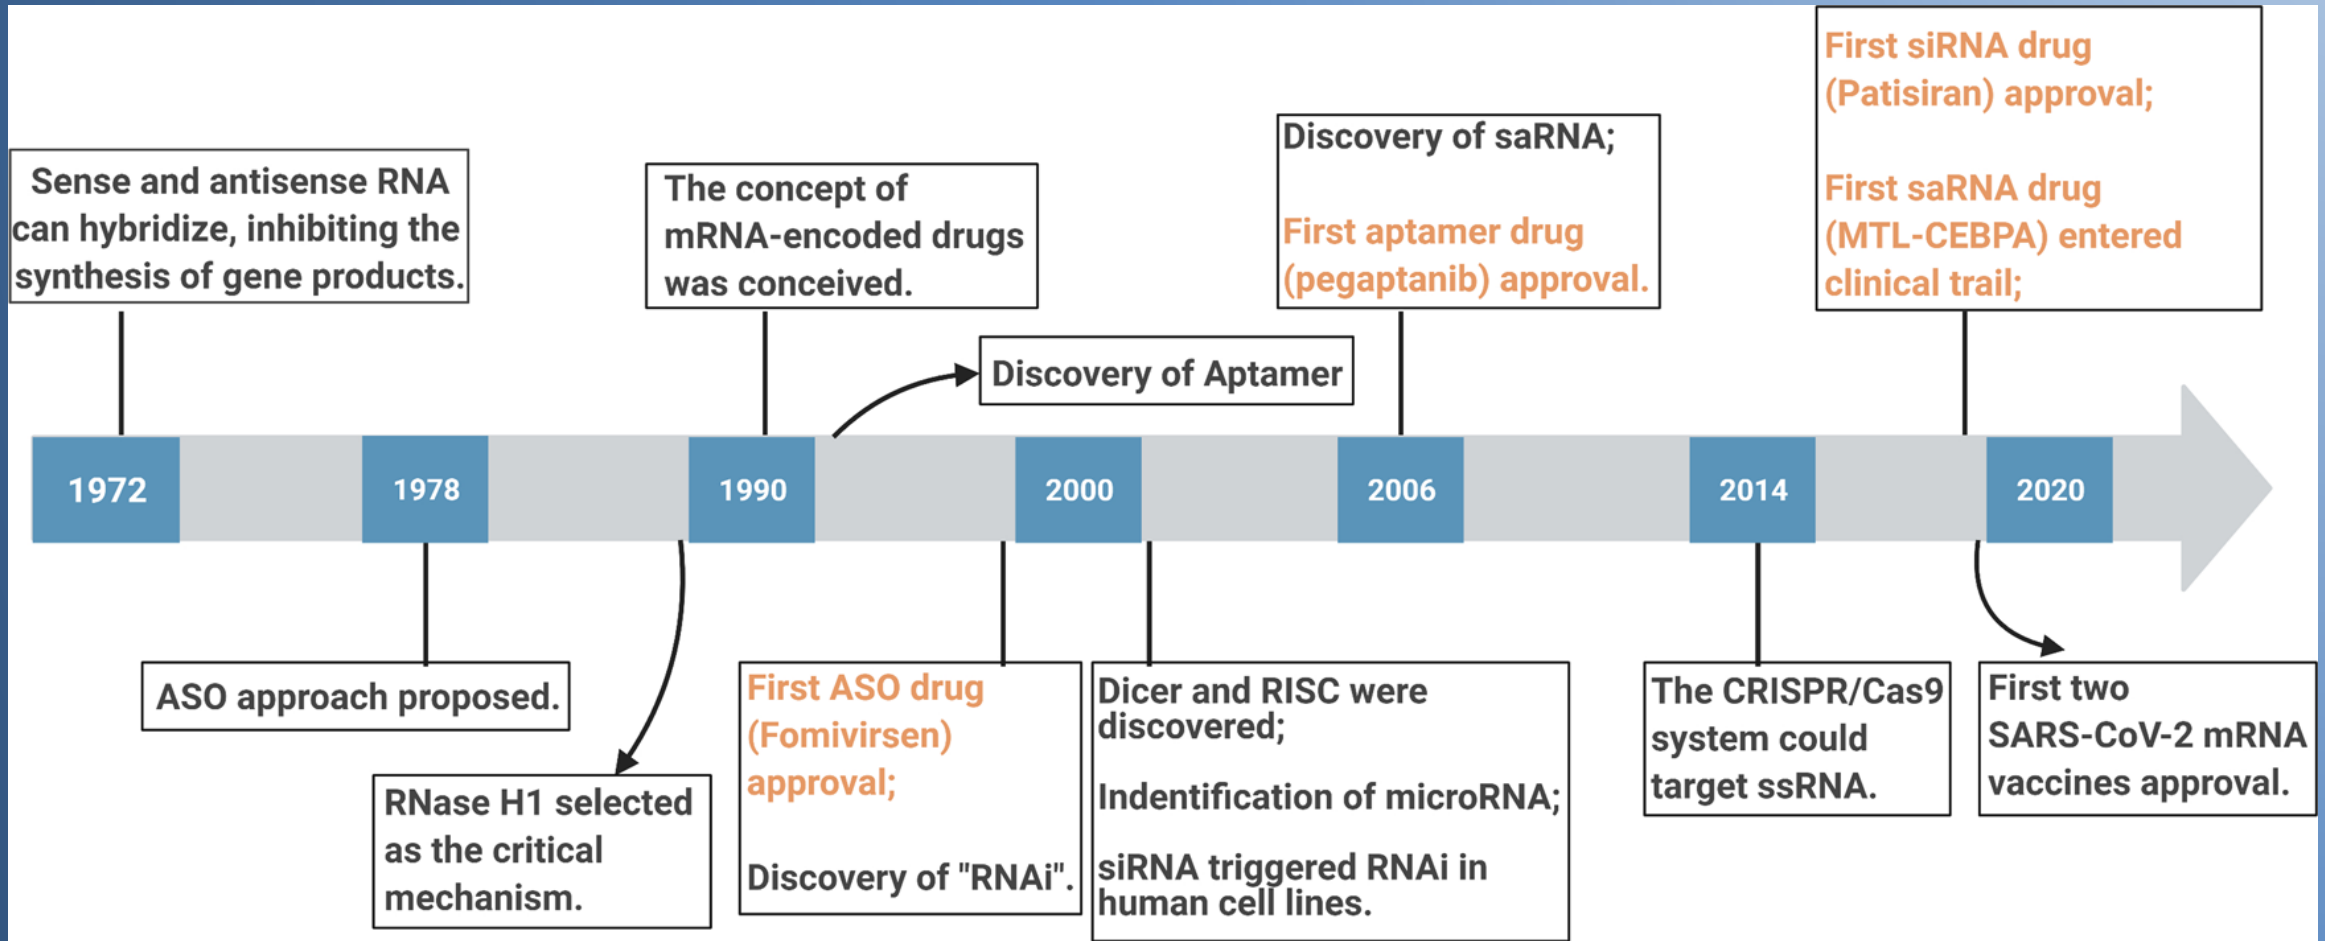 Sense and antisense RNA
can hybridize, inhibiting the
synthesis of gene products.
The concept of
mRNA-encoded drugs
was conceived.
Discovery of Aptamer
Discovery of saRNA;
First aptamer drug
(pegaptanib) approval.
First siRNA drug
(Patisiran) approval;
First saRNA drug
(MTL-CEBPA) entered
clinical trail;
1972
1978
1990
2000
2006
2014
2020
ASO approach proposed.
RNase H1 selected
as the critical
mechanism.
First ASO drug
(Fomivirsen)
approval;
Discovery of "RNAi".
Dicer and RISC were
discovered;
Indentification of microRNA;
siRNA triggered RNAi in
human cell lines.
The CRISPR/Cas9
system could
target ssRNA.
First two
SARS-CoV-2 mRNA
vaccines approval.